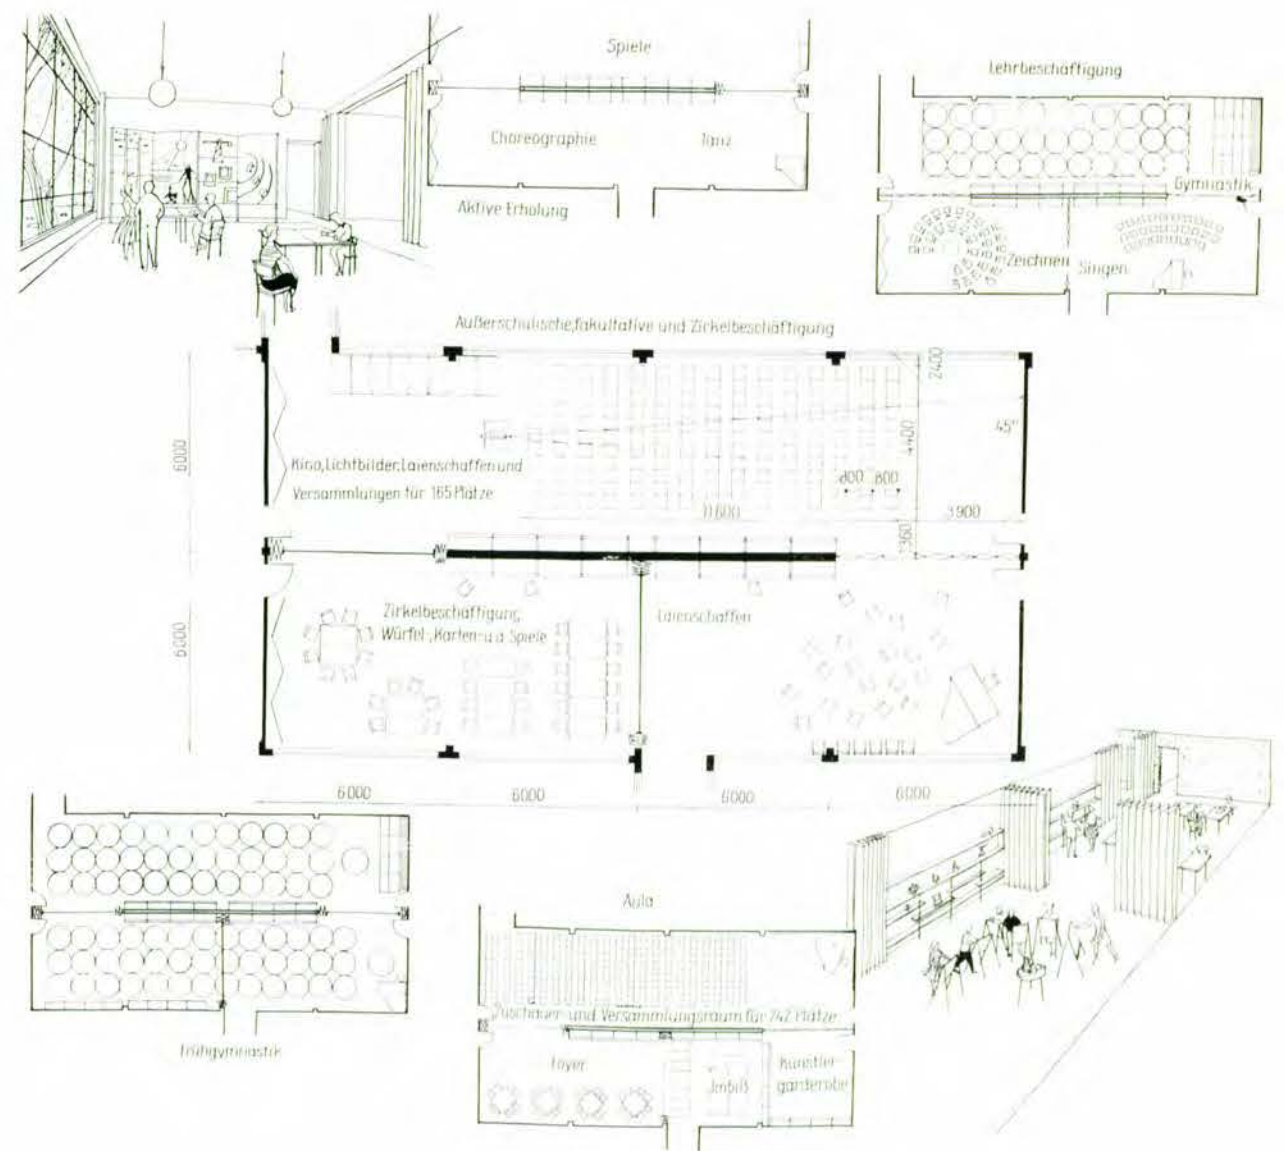 Spiele
Choreographie
Tanz
Aktive Erholung
Lehrbeschäftigung
Gymnastik
Zeichnen
Singen
Außerschulische, fakultative und Zirkelbeschäftigung
2400
45°
4400
6000
Kino, Lichtbilder, Laienschaffen und
Versammlungen für 165 Plätze
800 800
11600
3900
1360
Zirkelbeschäftigung,
Würfel-, Karten- u.a. Spiele
Laienschaffen
6000
6000
6000
6000
6000
Frühgymnastik
Aula
Zuschauer- und Versammlungsraum für 242 Plätze
Foyer
Imbiß
Künstler-
garderobe